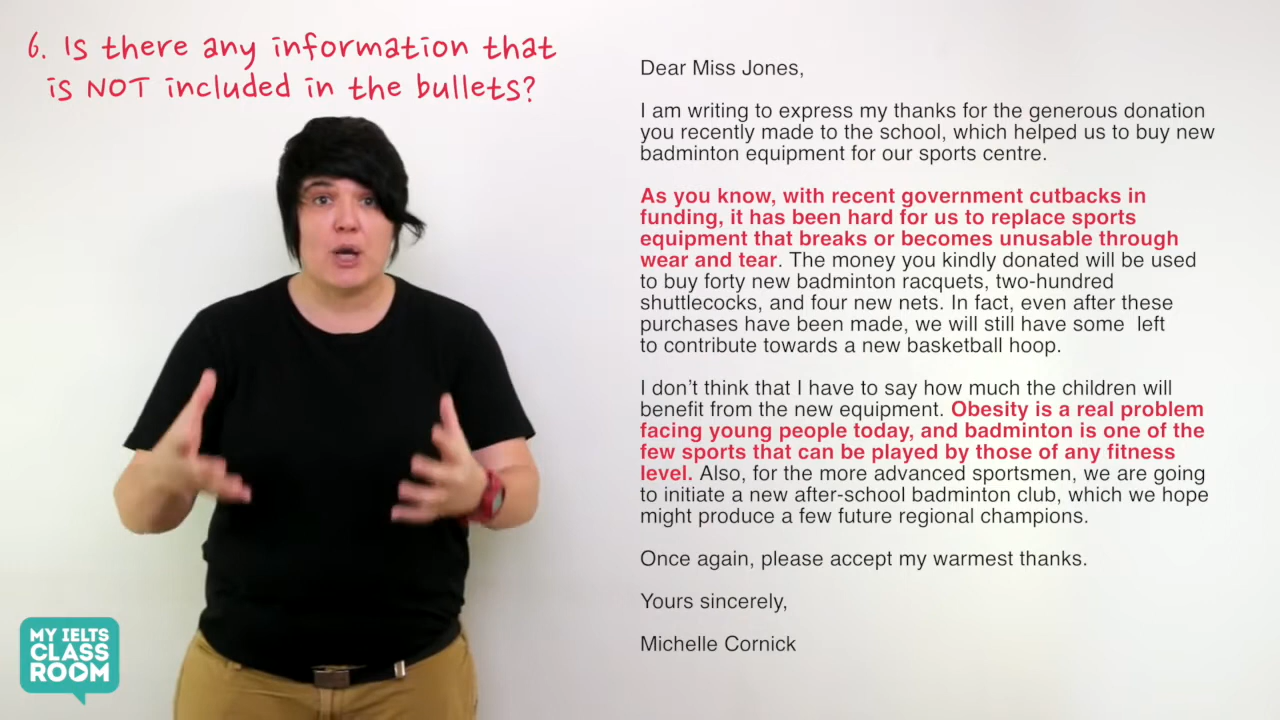 6. Is there any information that
is NOT included in the bullets?
Dear Miss Jones,
I am writing to express my thanks for the generous donation
you recently made to the school, which helped us to buy new
badminton equipment for our sports centre.
As you know, with recent government cutbacks in
funding, it has been hard for us to replace sports
equipment that breaks or becomes unusable through
wear and tear. The money you kindly donated will be used
to buy forty new badminton racquets, two-hundred
shuttlecocks, and four new nets. In fact, even after these
purchases have been made, we will still have some left
to contribute towards a new basketball hoop.
I don't think that I have to say how much the children will
benefit from the new equipment. Obesity is a real problem
facing young people today, and badminton is one of the
few sports that can be played by those of any fitness
level. Also, for the more advanced sportsmen, we are going
to initiate a new after-school badminton club, which we hope
might produce a few future regional champions.
Once again, please accept my warmest thanks.
Yours sincerely,
Michelle Cornick
MY IELTS
CLASS
ROOM